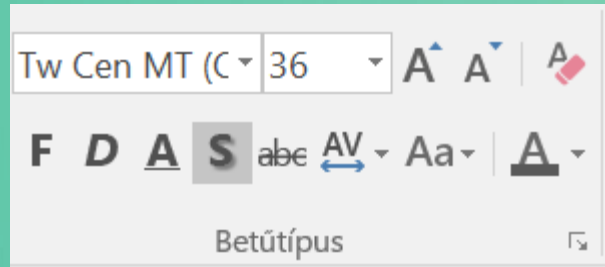 Tw Cen MT (C 36 A A A
F D A S abc AV Aa A
Betűtípus